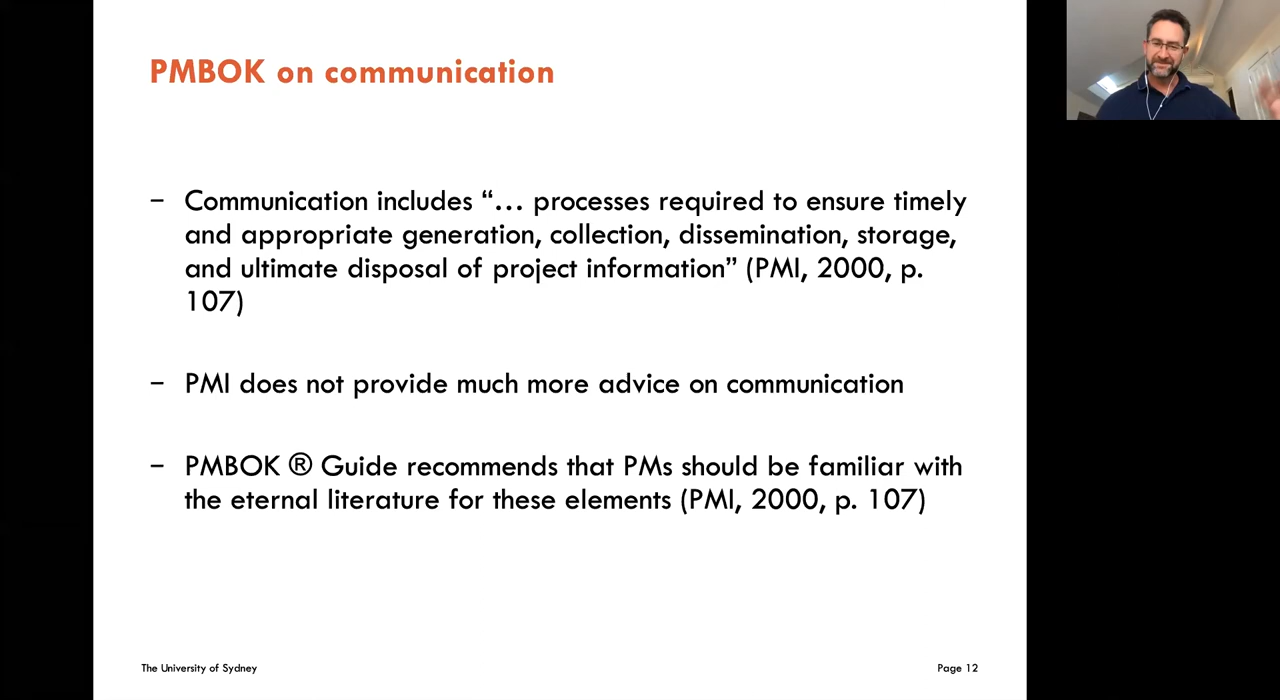 PMBOK on communication
– Communication includes “… processes required to ensure timely
and appropriate generation, collection, dissemination, storage,
and ultimate disposal of project information” (PMI, 2000, p.
107)
– PMI does not provide much more advice on communication
– PMBOK ® Guide recommends that PMs should be familiar with
the eternal literature for these elements (PMI, 2000, p. 107)
The University of Sydney
Page 12